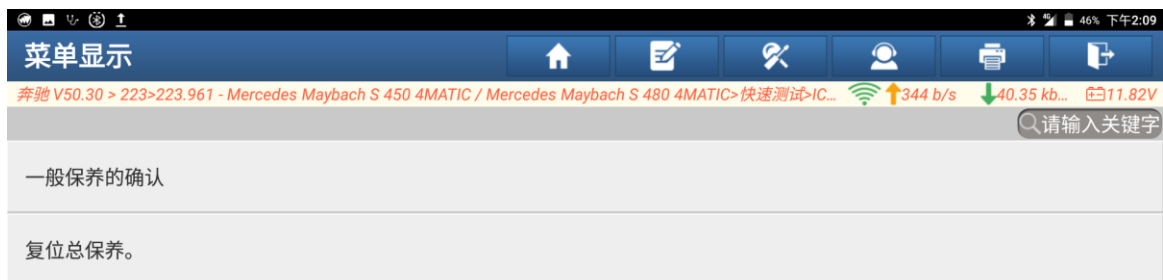 46% 下午2:09
菜单显示
奔驰 V50.30 > 223>223.961 - Mercedes Maybach S 450 4MATIC / Mercedes Maybach S 480 4MATIC>快速测试>IC... 344 b/s 40.35 kb... 11.82V
请输入关键字
一般保养的确认
复位总保养。